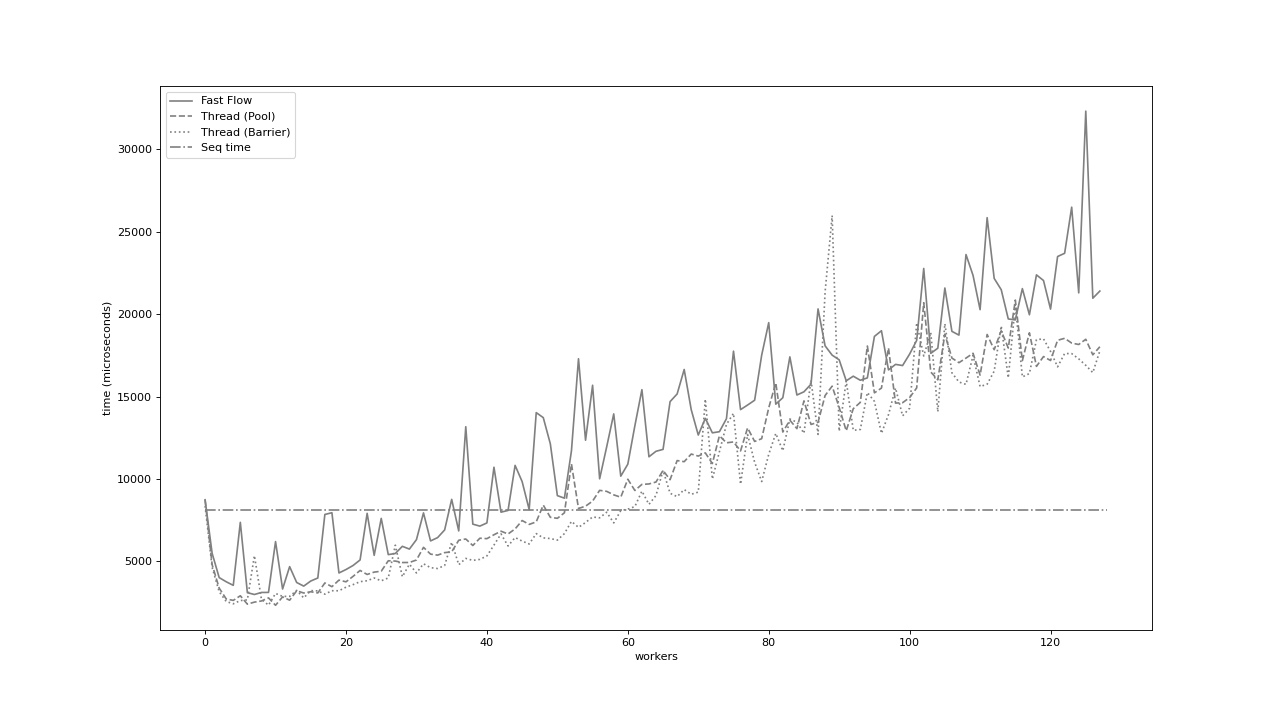 Fast Flow
Thread (Pool)
Thread (Barrier)
Seq time
30000
25000
20000
15000
10000
5000
time (microseconds)
0 20 40 60 80 100 120
workers